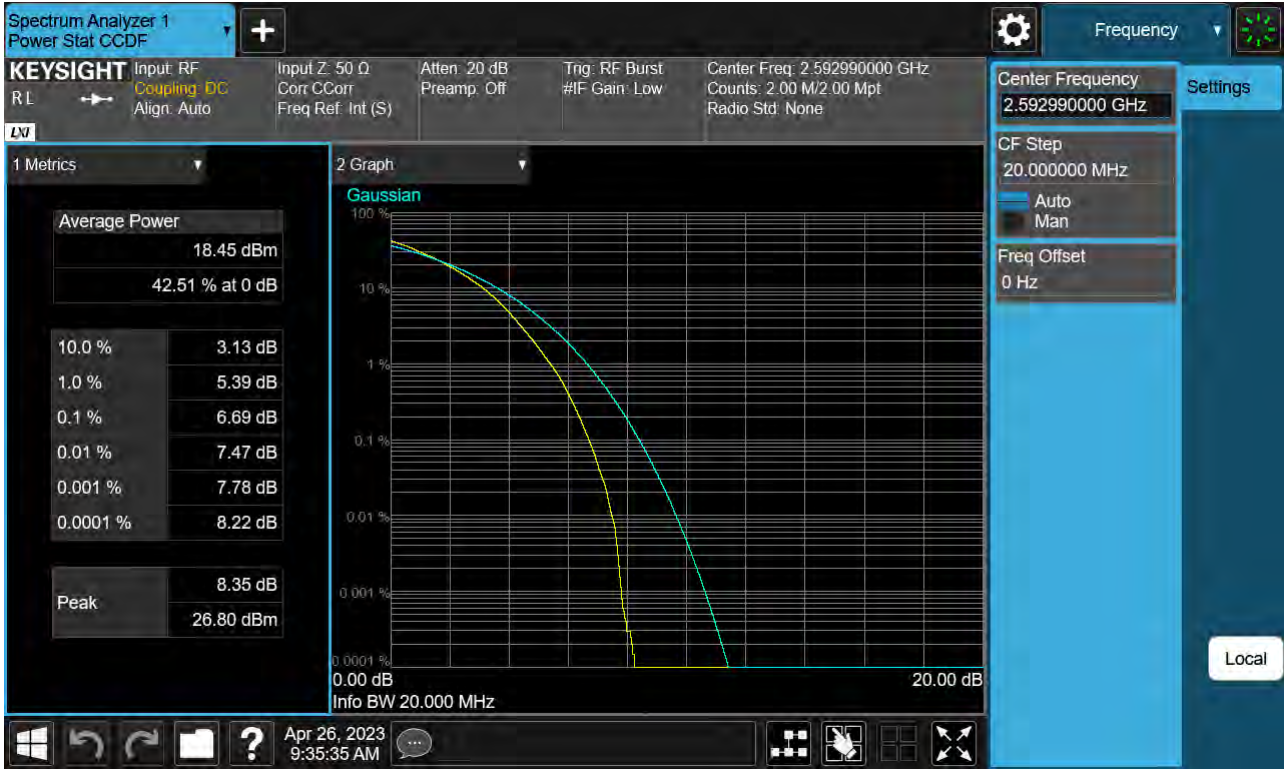 Spectrum Analyzer 1
Power Stat CCDF
Frequency
KEYSIGHT
R L
LXI
Input: RF
Coupling: DC
Align: Auto
Input Z: 50 Ω
Corr CCorr
Freq Ref: Int (S)
Atten: 20 dB
Preamp: Off
Trig: RF Burst
#IF Gain: Low
Center Freq: 2.592990000 GHz
Counts: 2.00 M/2.00 Mpt
Radio Std: None
Center Frequency
2.592990000 GHz
Settings
CF Step
20.000000 MHz
Auto
Man
Freq Offset
0 Hz
1 Metrics
Average Power
18.45 dBm
42.51 % at 0 dB
10.0 % 3.13 dB
1.0 % 5.39 dB
0.1 % 6.69 dB
0.01 % 7.47 dB
0.001 % 7.78 dB
0.0001 % 8.22 dB
Peak
8.35 dB
26.80 dBm
2 Graph
Gaussian
100 %
10 %
1 %
0.1 %
0.01 %
0.001 %
0.0001 %
0.00 dB 20.00 dB
Info BW 20.000 MHz
Local
?
Apr 26, 2023
9:35:35 AM